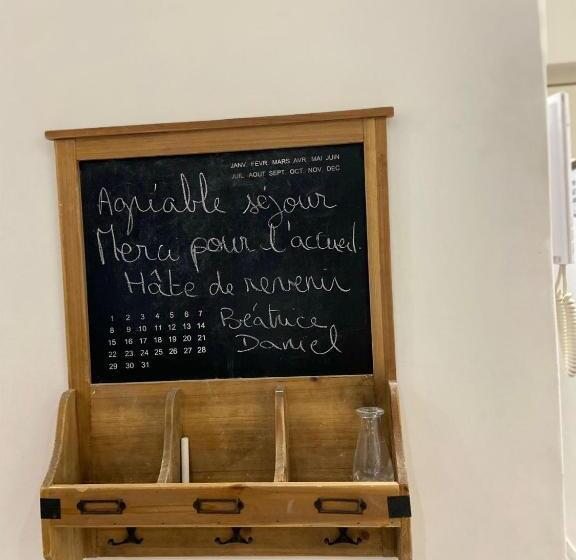 JANV. FÉVR. MARS AVR. MAI JUIN
JUIL. AOUT SEPT. OCT. NOV. DEC
Agréable séjour
Merci pour l'accueil
Hâte de revenir
Béatrice
Daniel
1 2 3 4 5 6 7
8 9 10 11 12 13 14
15 16 17 18 19 20 21
22 23 24 25 26 27 28
29 30 31